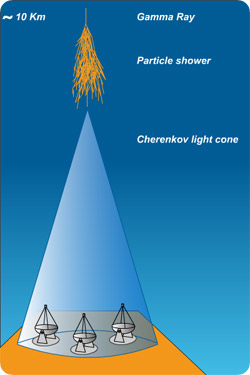 ~ 10 Km Gamma Ray
Particle shower
Cherenkov light cone